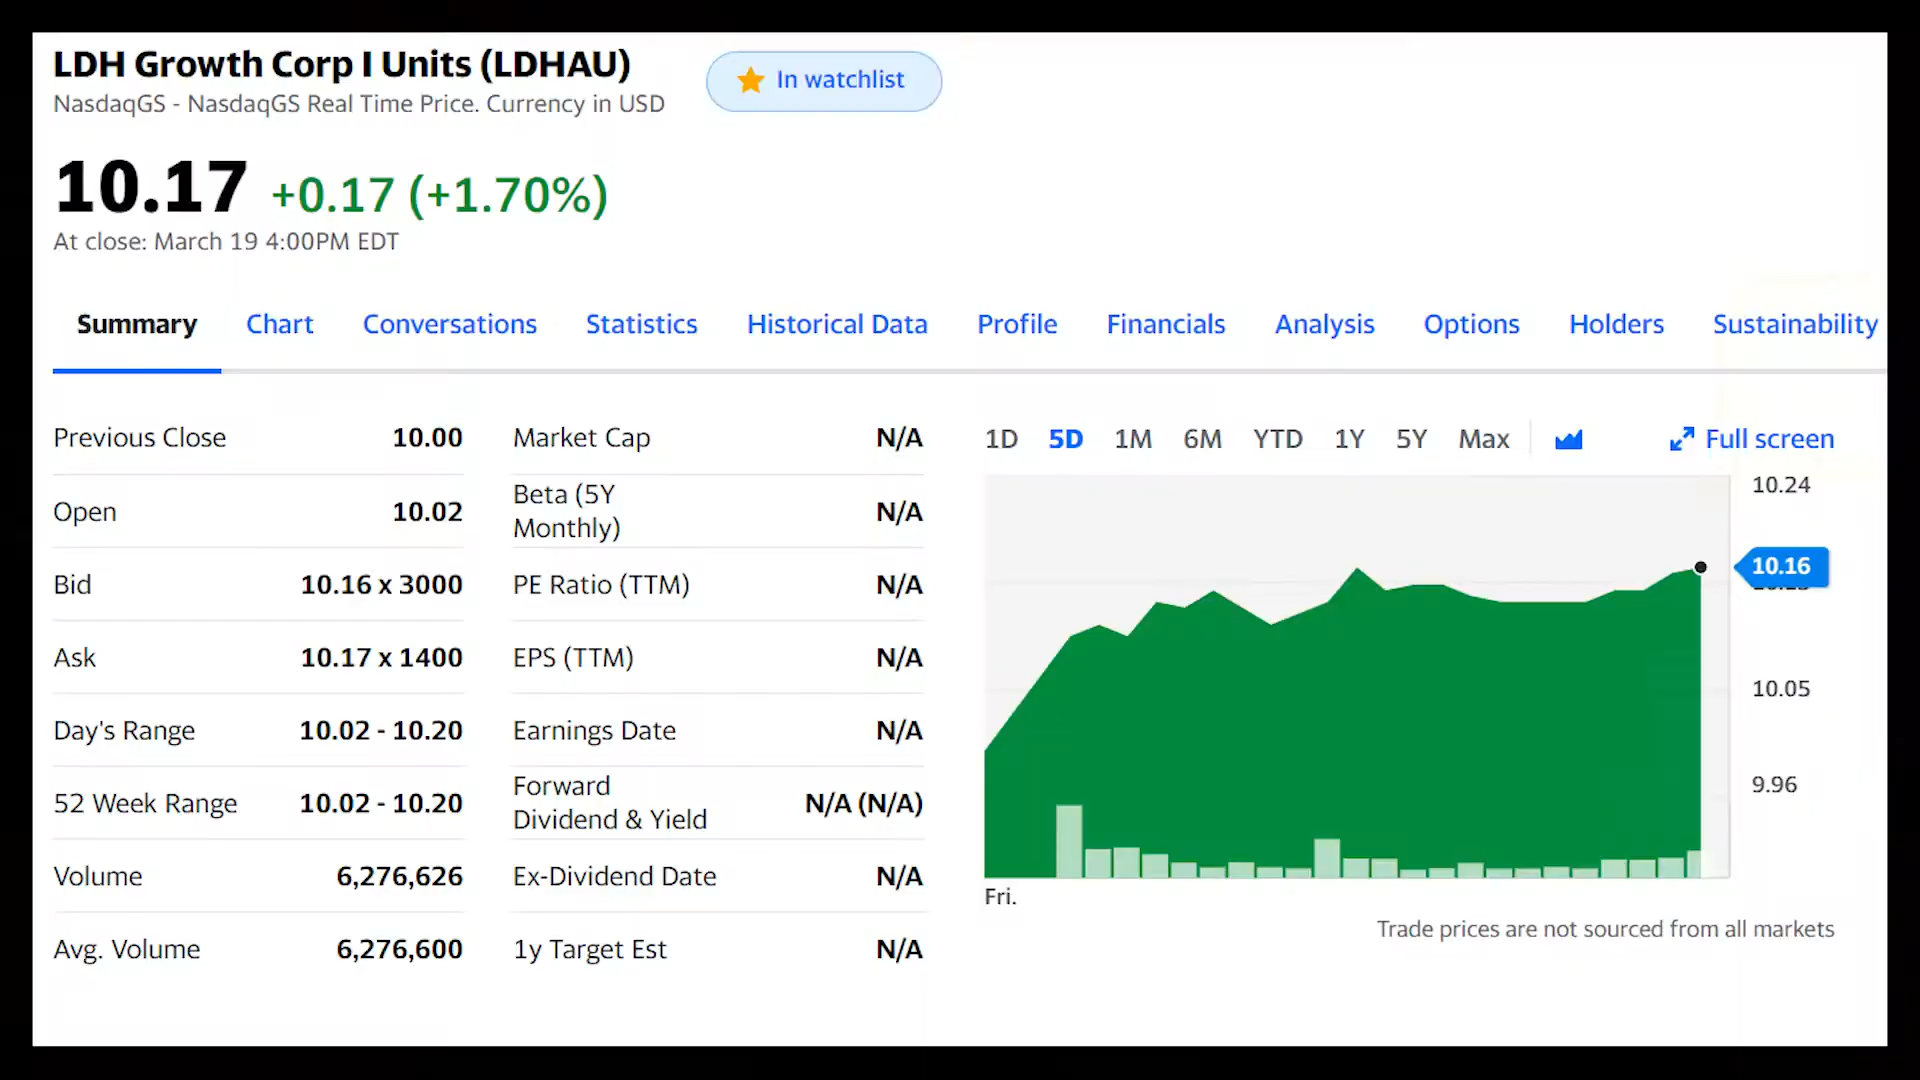 LDH Growth Corp I Units (LDHAU)
In watchlist
NasdaqGS - NasdaqGS Real Time Price. Currency in USD
10.17 +0.17 (+1.70%)
At close: March 19 4:00PM EDT
Summary Chart Conversations Statistics Historical Data Profile Financials Analysis Options Holders Sustainability
Previous Close 10.00
Open 10.02
Bid 10.16 x 3000
Ask 10.17 x 1400
Day's Range 10.02 - 10.20
52 Week Range 10.02 - 10.20
Volume 6,276,626
Avg. Volume 6,276,600
Market Cap N/A
Beta (5Y
Monthly) N/A
PE Ratio (TTM) N/A
EPS (TTM) N/A
Earnings Date N/A
Forward
Dividend & Yield N/A (N/A)
Ex-Dividend Date N/A
1y Target Est N/A
1D 5D 1M 6M YTD 1Y 5Y Max Full screen
10.24
10.16
10.05
9.96
Fri.
Trade prices are not sourced from all markets